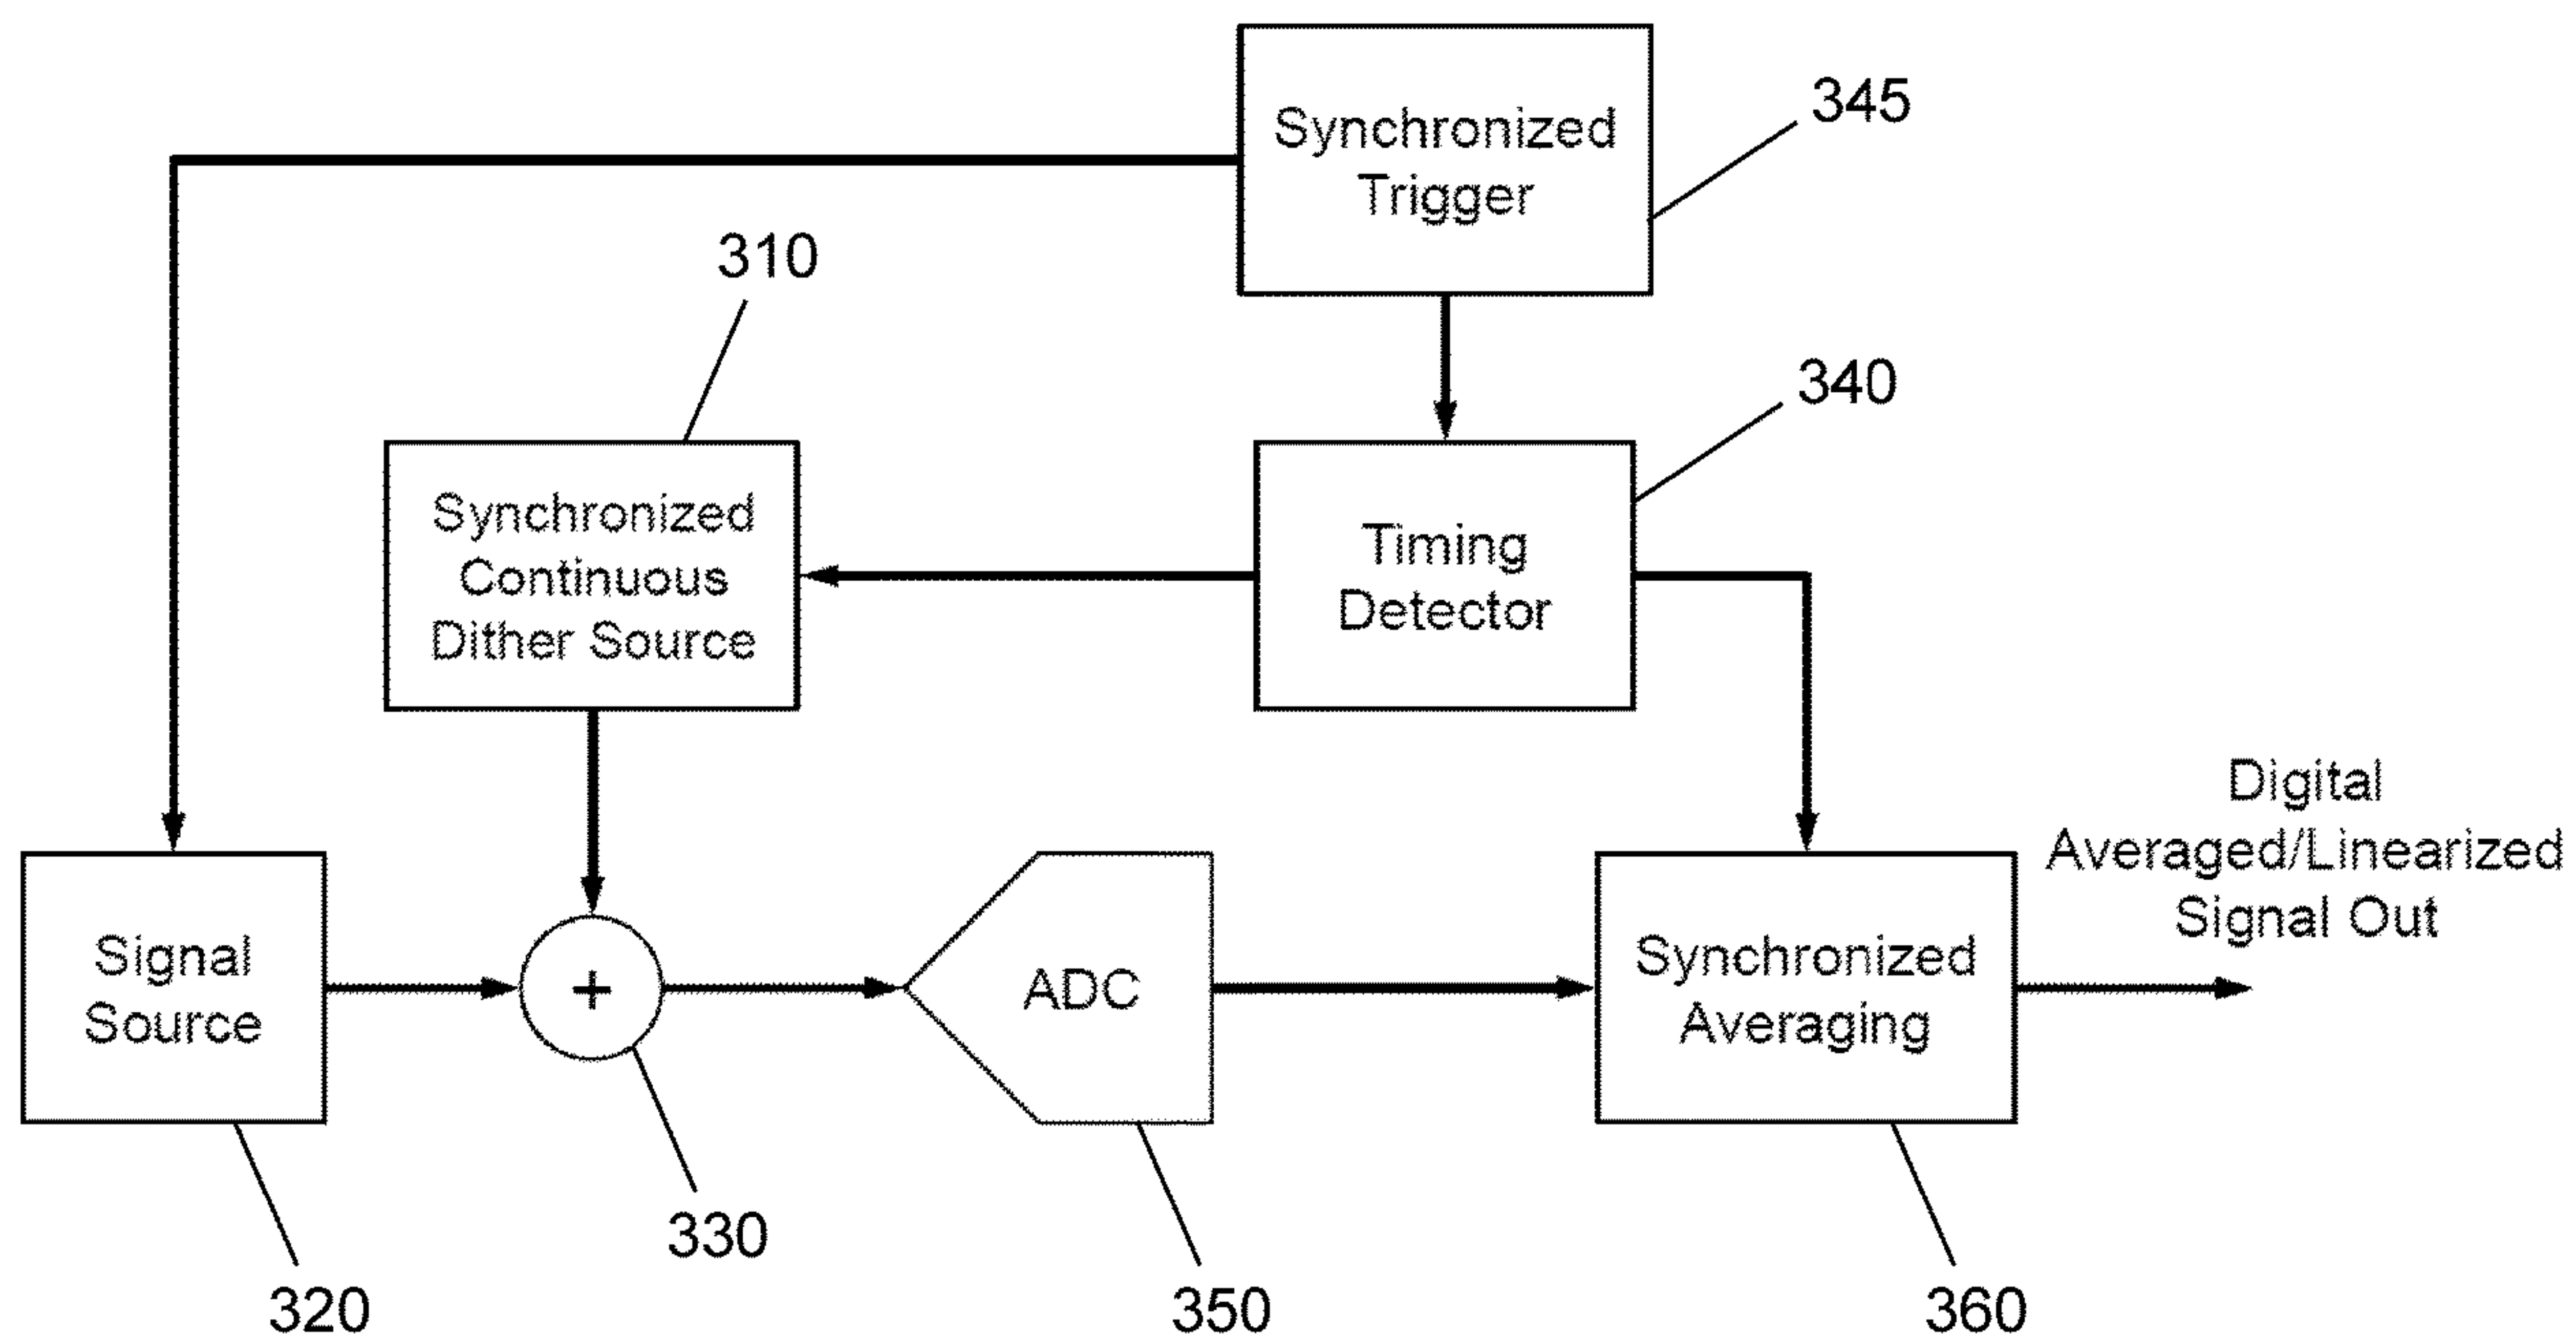 Synchronized
Trigger
345
310
340
Synchronized
Continuous
Dither Source
Timing
Detector
Digital
Averaged/Linearized
Signal Out
Signal
Source
+
ADC
Synchronized
Averaging
330
320
350
360